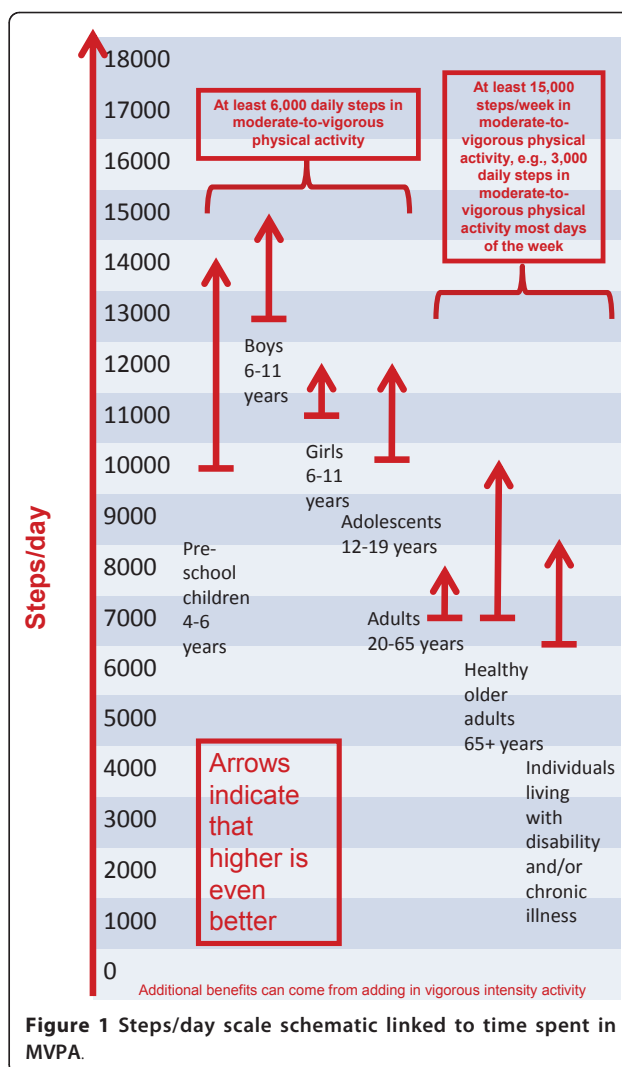 18000
17000
16000
15000
14000
13000
12000
11000
10000
9000
8000
7000
6000
5000
4000
3000
2000
1000
0
Steps/day
At least 6,000 daily steps in
moderate-to-vigorous
physical activity
At least 15,000
steps/week in
moderate-to-
vigorous physical
activity, e.g., 3,000
daily steps in
moderate-to-
vigorous physical
activity most days
of the week
Boys
6-11
years
Girls
6-11
years
Adolescents
12-19 years
Pre-
school
children
4-6
years
Adults
20-65 years
Healthy
older
adults
65+ years
Individuals
living
with
disability
and/or
chronic
illness
Arrows
indicate
that
higher is
even
better
Additional benefits can come from adding in vigorous intensity activity
Figure 1 Steps/day scale schematic linked to time spent in
MVPA.